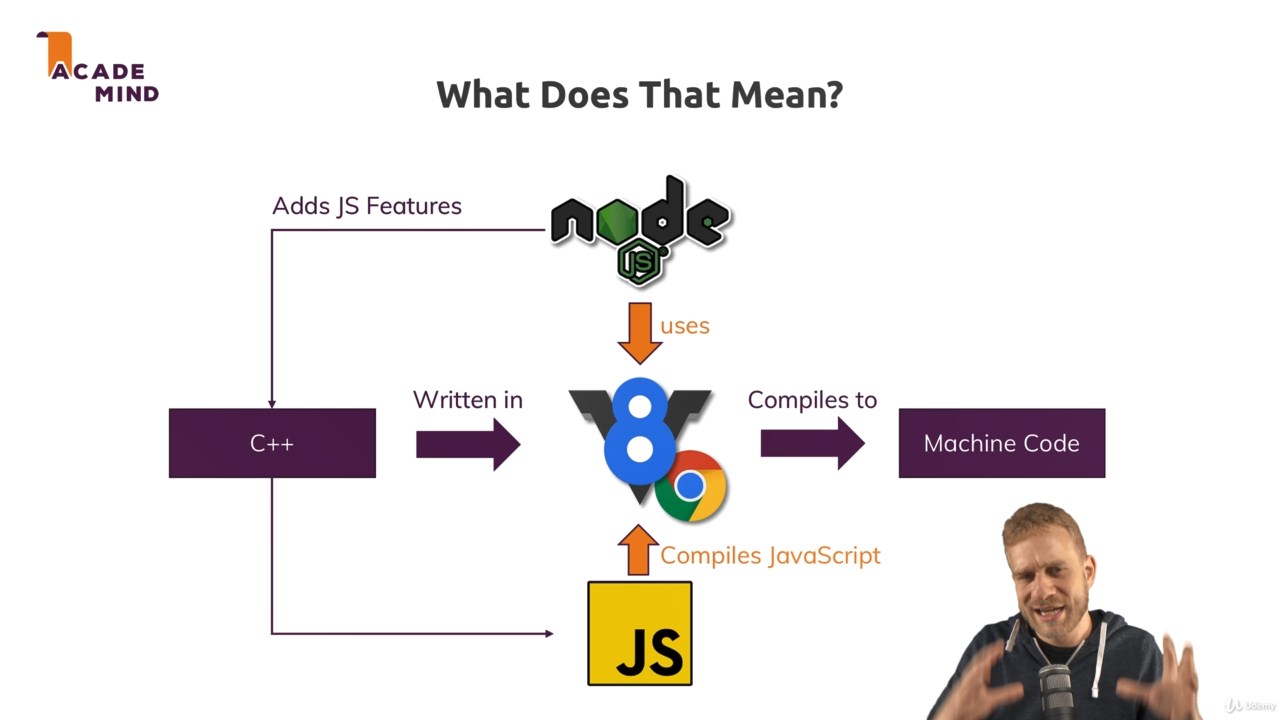 ACADE
MIND
What Does That Mean?
Adds JS Features
node
JS
uses
Written in
Compiles to
C++
V8
Machine Code
Compiles JavaScript
JS
Udemy